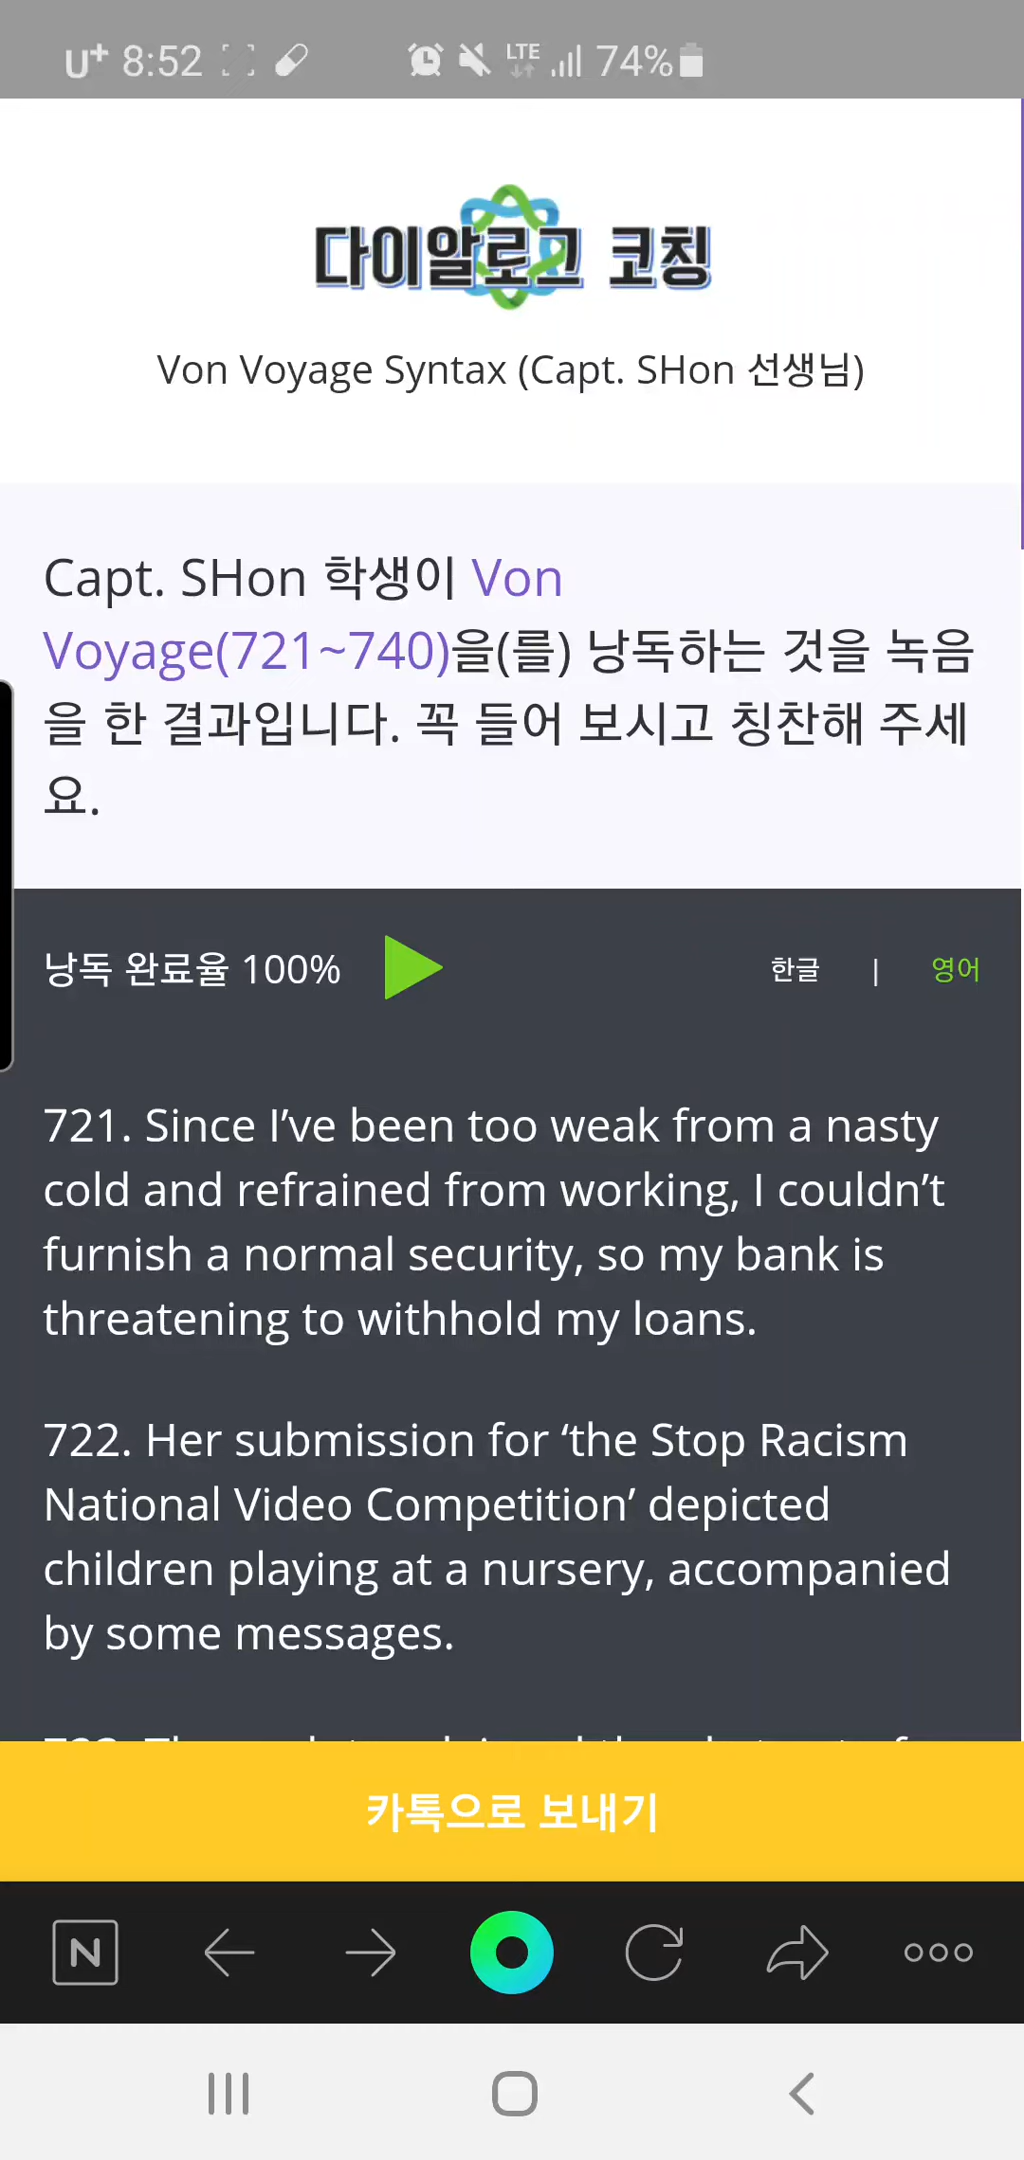 U+ 8:52 LTE 74%
다이알로그 코칭
Von Voyage Syntax (Capt. SHon 선생님)
Capt. SHon 학생이 Von
Voyage(721~740)을(를) 낭독하는 것을 녹음
을 한 결과입니다. 꼭 들어 보시고 칭찬해 주세
요.
낭독 완료율 100% 한글 | 영어
721. Since I’ve been too weak from a nasty
cold and refrained from working, I couldn’t
furnish a normal security, so my bank is
threatening to withhold my loans.
722. Her submission for ‘the Stop Racism
National Video Competition’ depicted
children playing at a nursery, accompanied
by some messages.
카톡으로 보내기
N